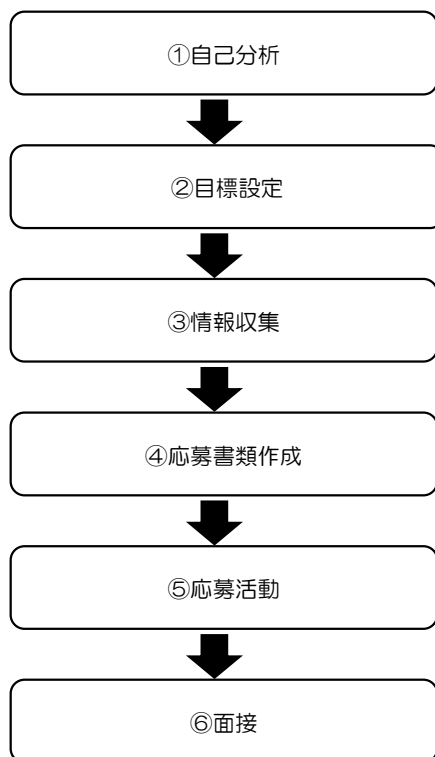 ①自己分析
②目標設定
③情報収集
④応募書類作成
⑤応募活動
⑥面接